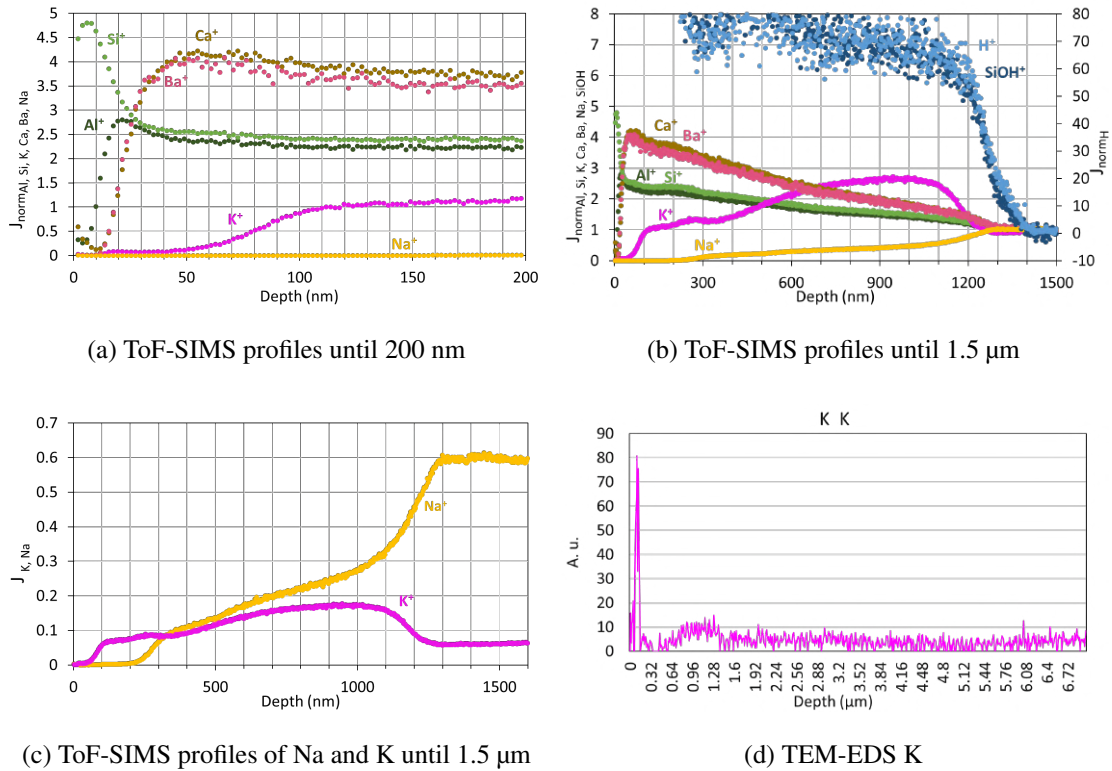 5
4.5
4
3.5
3
2.5
2
1.5
1
0.5
0
J normAl, Si, K, Ca, Ba, Na
Si⁺
Ca⁺
Ba⁺
Al⁺
K⁺
Na⁺
0 50 100 150 200
Depth (nm)
(a) ToF-SIMS profiles until 200 nm
8
7
6
5
4
3
2
1
0
J normAl, Si, K, Ca, Ba, Na, SiOH
H⁺
SiOH⁺
Ca⁺
Ba⁺
Al⁺ Si⁺
K⁺
Na⁺
80
70
60
50
40
30
20
10
0
-10
J normH
0 300 600 900 1200 1500
Depth (nm)
(b) ToF-SIMS profiles until 1.5 µm
0.7
0.6
0.5
0.4
0.3
0.2
0.1
0
J K, Na
Na⁺
K⁺
0 500 1000 1500
Depth (nm)
(c) ToF-SIMS profiles of Na and K until 1.5 µm
K K
90
80
70
60
50
40
30
20
10
0
A. u.
0 0.32 0.64 0.96 1.28 1.6 1.92 2.24 2.56 2.88 3.2 3.52 3.84 4.16 4.48 4.8 5.12 5.44 5.76 6.08 6.4 6.72
Depth (µm)
(d) TEM-EDS K